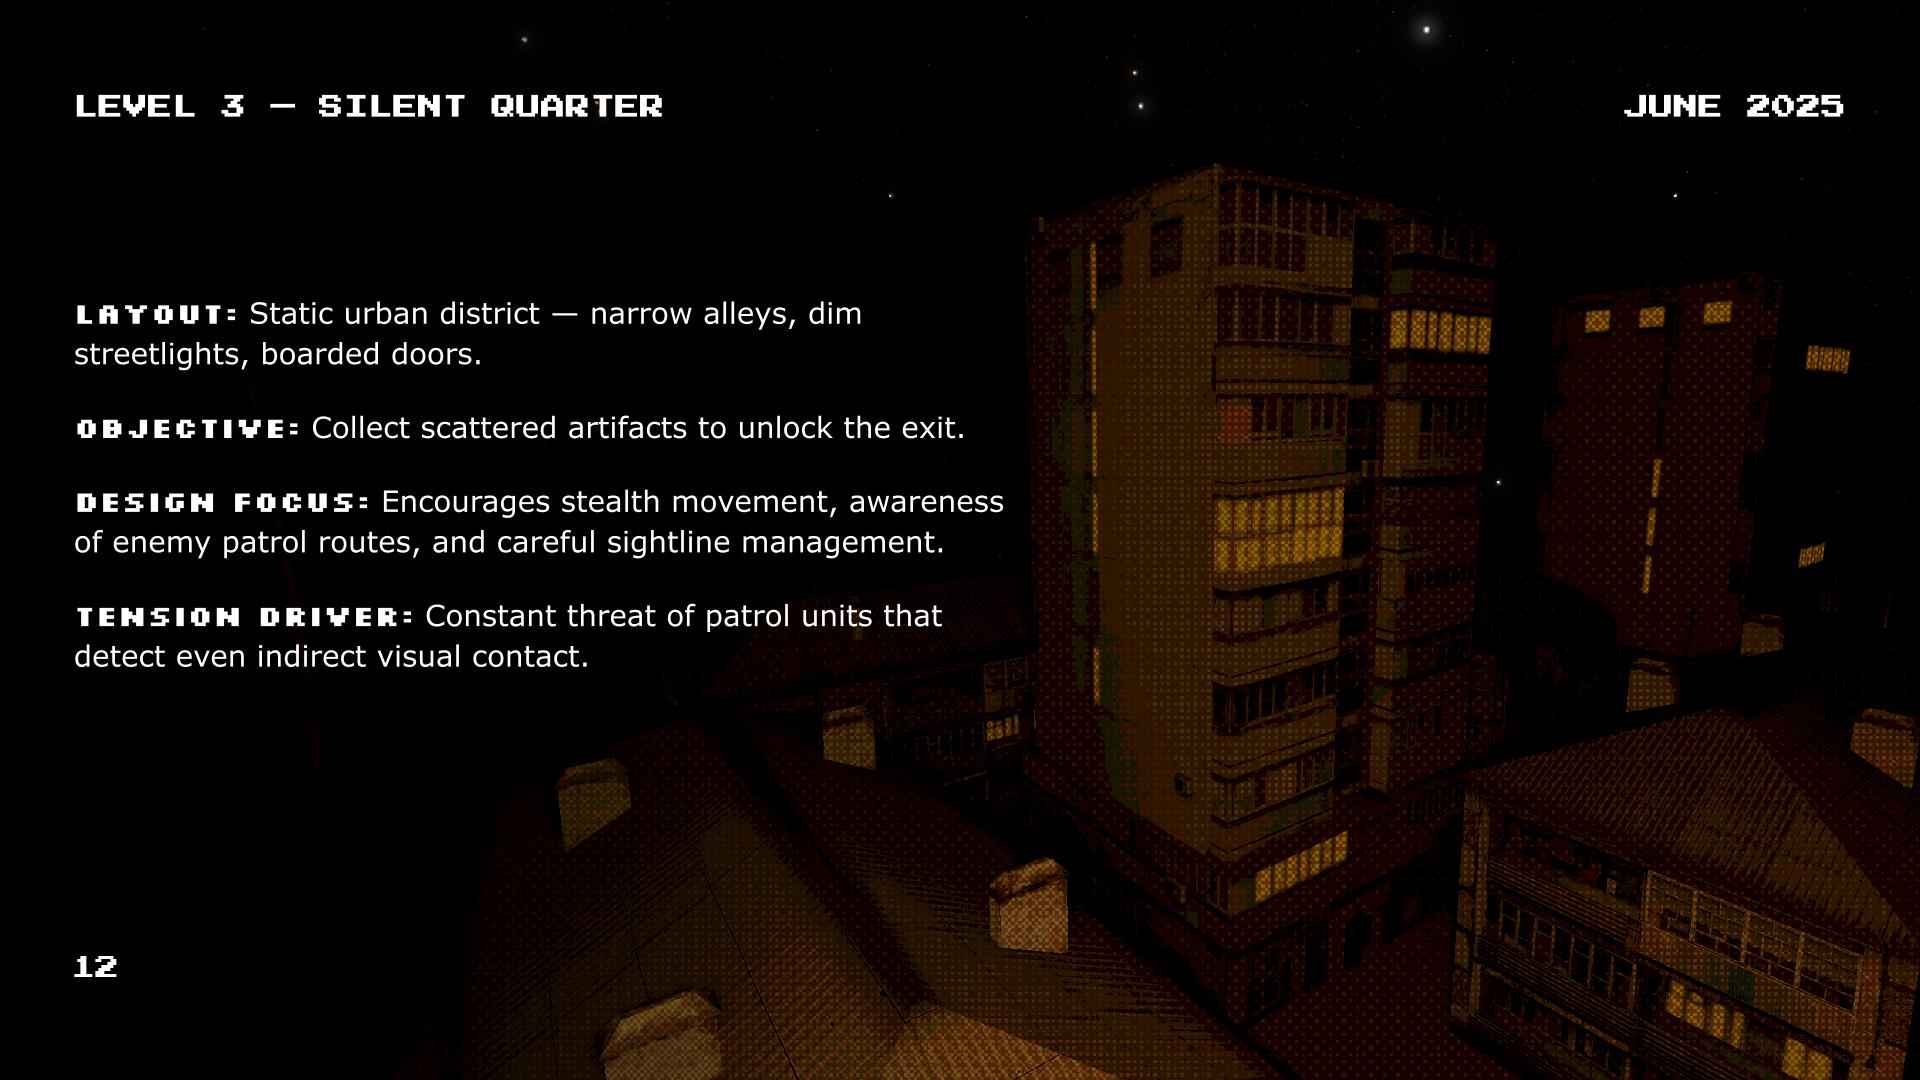 LEVEL 3 — SILENT QUARTER
JUNE 2025
LAYOUT: Static urban district — narrow alleys, dim
streetlights, boarded doors.
OBJECTIVE: Collect scattered artifacts to unlock the exit.
DESIGN FOCUS: Encourages stealth movement, awareness
of enemy patrol routes, and careful sightline management.
TENSION DRIVER: Constant threat of patrol units that
detect even indirect visual contact.
12